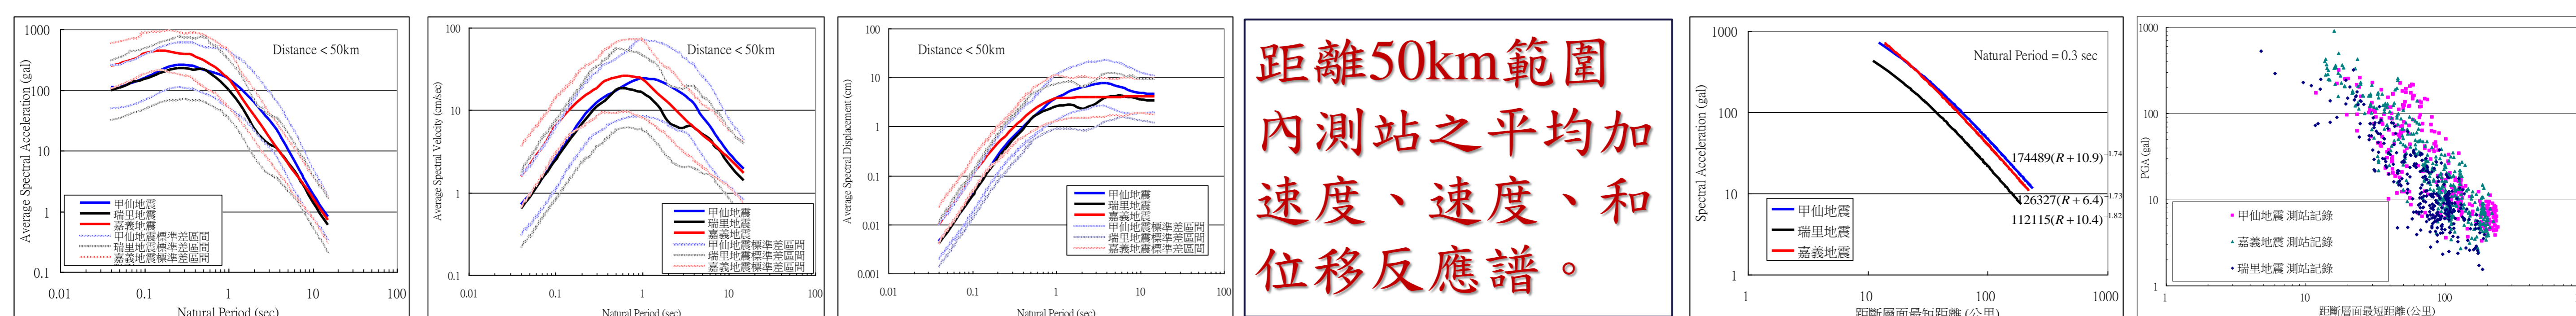 Average Spectral Acceleration (gal)
1000
100
10
1
0.1
Distance < 50km
甲仙地震
瑞里地震
嘉義地震
甲仙地震標準差區間
瑞里地震標準差區間
嘉義地震標準差區間
0.01 0.1 1 10 100
Natural Period (sec)
Average Spectral Velocity (cm/sec)
100
10
1
0.1
Distance < 50km
甲仙地震
瑞里地震
嘉義地震
甲仙地震標準差區間
瑞里地震標準差區間
嘉義地震標準差區間
0.01 0.1 1 10 100
Natural Period (sec)
Average Spectral Displacement (cm)
100
10
1
0.1
0.01
0.001
Distance < 50km
甲仙地震
瑞里地震
嘉義地震
甲仙地震標準差區間
瑞里地震標準差區間
嘉義地震標準差區間
0.01 0.1 1 10 100
Natural Period (sec)
距離50km範圍
內測站之平均加
速度、速度、和
位移反應譜。
Spectral Acceleration (gal)
1000
100
10
1
Natural Period = 0.3 sec
174489(R+10.9)^-1.74
126327(R+6.4)^-1.73
112115(R+10.4)^-1.82
甲仙地震
瑞里地震
嘉義地震
1 10 100 1000
距斷層面最短距離(公里)
PGA (gal)
1000
100
10
1
甲仙地震 測站記錄
嘉義地震 測站記錄
瑞里地震 測站記錄
1 10 100
距斷層面最短距離(公里)